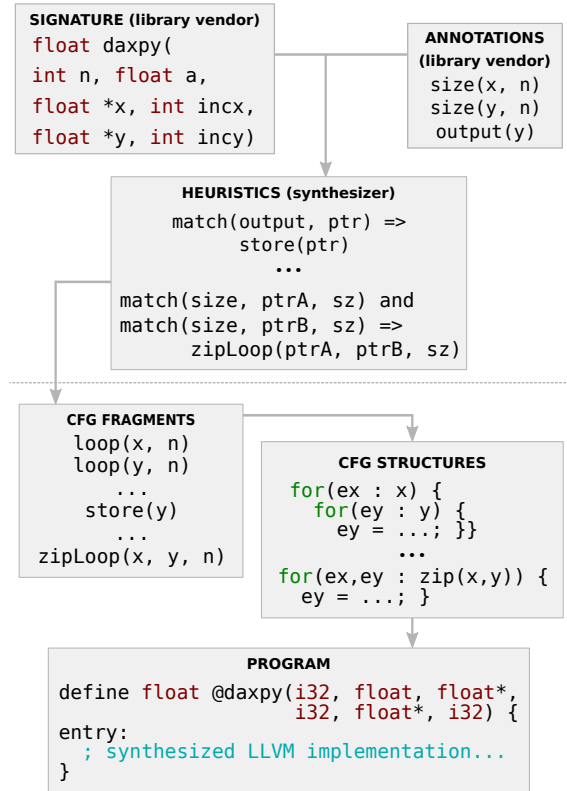 SIGNATURE (library vendor)
float daxpy(
int n, float a,
float *x, int incx,
float *y, int incy)
ANNOTATIONS
(library vendor)
size(x, n)
size(y, n)
output(y)
HEURISTICS (synthesizer)
match(output, ptr) =>
store(ptr)
...
match(size, ptrA, sz) and
match(size, ptrB, sz) =>
zipLoop(ptrA, ptrB, sz)
CFG FRAGMENTS
loop(x, n)
loop(y, n)
...
store(y)
...
zipLoop(x, y, n)
CFG STRUCTURES
for(ex : x) {
for(ey : y) {
ey = ...; }}
...
for(ex,ey : zip(x,y)) {
ey = ...; }
PROGRAM
define float @daxpy(i32, float, float*,
i32, float*, i32) {
entry:
; synthesized LLVM implementation...
}